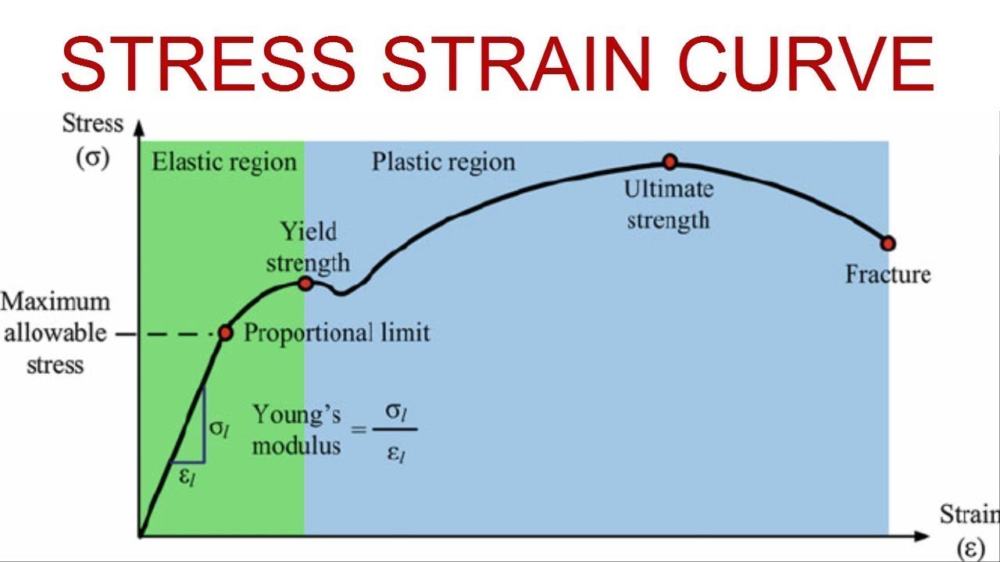 STRESS STRAIN CURVE
Stress
(σ)
Elastic region
Plastic region
Ultimate
strength
Yield
strength
Fracture
Maximum
allowable
stress
Proportional limit
Young's
modulus
= σl
εl
σl
εl
Strain
(ε)